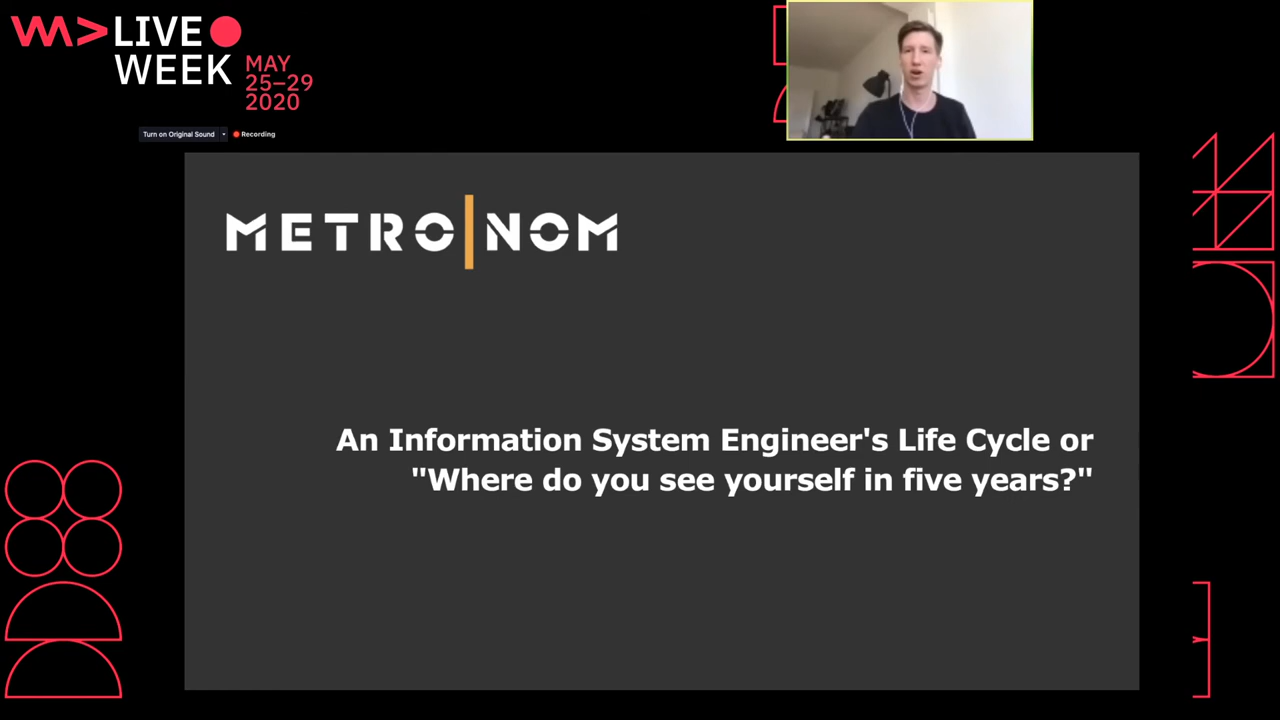 LIVE
WEEK
MAY
25–29
2020
Turn on Original Sound
Recording
METRO|NOM
An Information System Engineer's Life Cycle or
"Where do you see yourself in five years?"